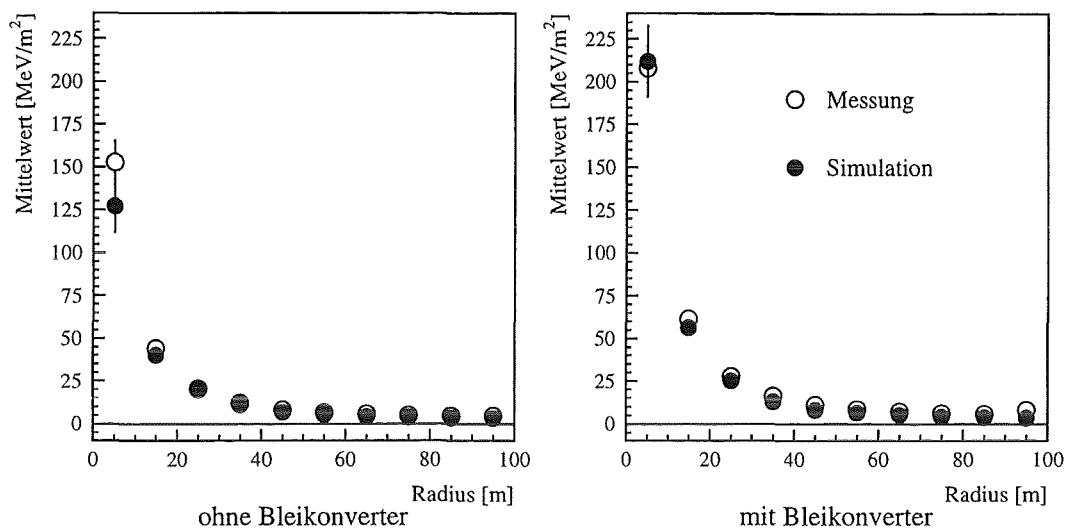 Mittelwert [MeV/m²]
225
200
175
150
125
100
75
50
25
0
0 20 40 60 80 100
Radius [m]
ohne Bleikonverter
Mittelwert [MeV/m²]
225
200
175
150
125
100
75
50
25
0
Messung
Simulation
0 20 40 60 80 100
Radius [m]
mit Bleikonverter